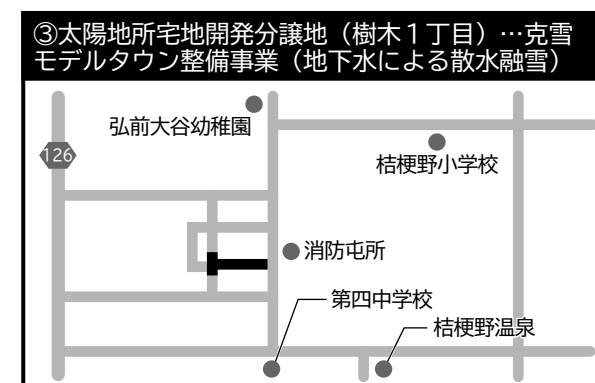 ③太陽地所宅地開発分譲地（樹木１丁目）…克雪
モデルタウン整備事業（地下水による散水融雪）
弘前大谷幼稚園
126
桔梗野小学校
消防屯所
第四中学校
桔梗野温泉